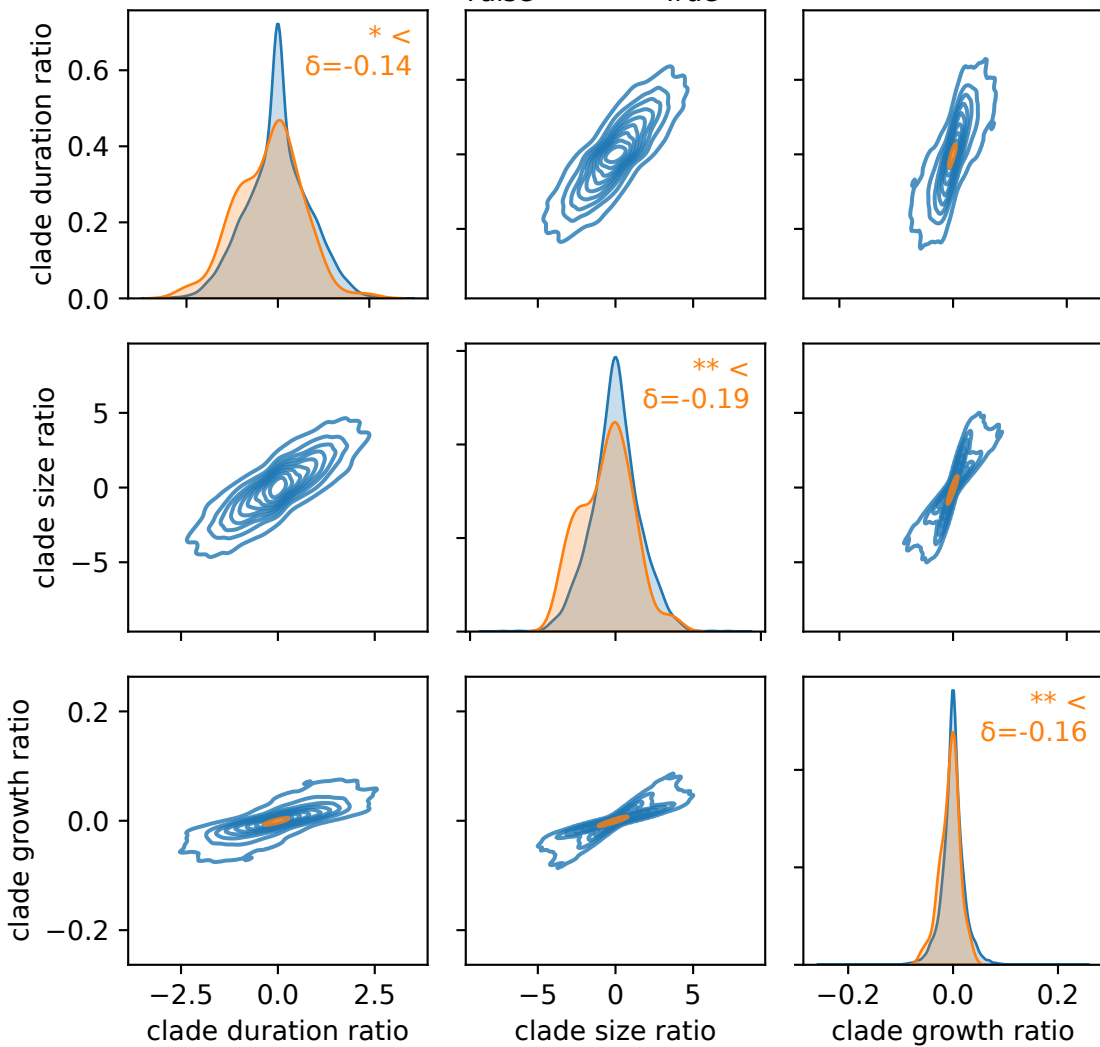 * <
δ=-0.14
clade duration ratio
0.6
0.4
0.2
0.0
** <
δ=-0.19
clade size ratio
5
0
−5
** <
δ=-0.16
clade growth ratio
0.2
0.0
−0.2
−2.5 0.0 2.5 −5 0 5 −0.2 0.0 0.2
clade duration ratio clade size ratio clade growth ratio